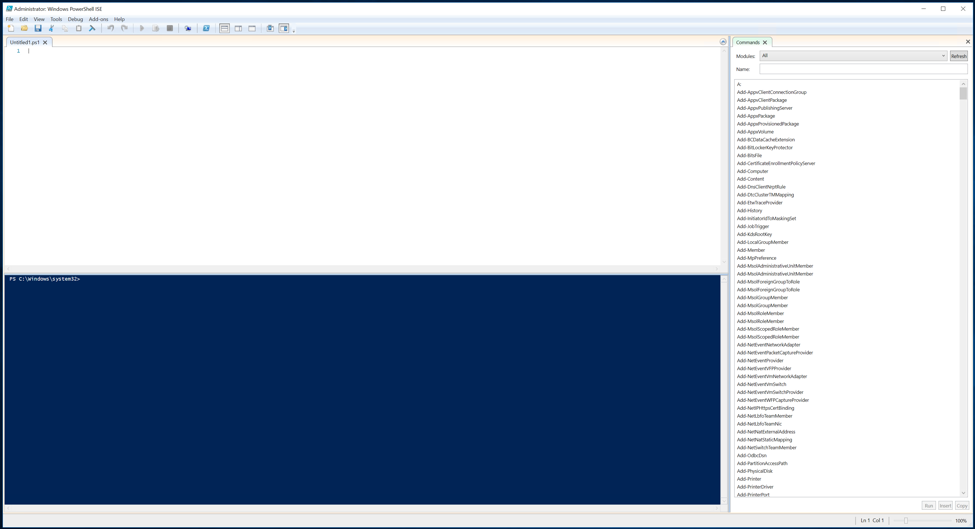 Administrator: Windows PowerShell ISE
File Edit View Tools Debug Add-ons Help
Untitled1.ps1
1
PS C:\Windows\system32>
Commands
Modules: All Refresh
Name:
A:
Add-AppvClientConnectionGroup
Add-AppvClientPackage
Add-AppvPublishingServer
Add-AppxPackage
Add-AppxProvisionedPackage
Add-AppxVolume
Add-BCDataCacheExtension
Add-BitLockerKeyProtector
Add-BitsFile
Add-CertificateEnrollmentPolicyServer
Add-Computer
Add-Content
Add-DnsClientNrptRule
Add-DtcClusterTMMapping
Add-EtwTraceProvider
Add-History
Add-InitiatorIdToMaskingSet
Add-JobTrigger
Add-KdsRootKey
Add-LocalGroupMember
Add-Member
Add-MpPreference
Add-MsolAdministrativeUnitMember
Add-MsolAdministrativeUnitMember
Add-MsolForeignGroupToRole
Add-MsolForeignGroupToRole
Add-MsolGroupMember
Add-MsolGroupMember
Add-MsolRoleMember
Add-MsolRoleMember
Add-MsolScopedRoleMember
Add-MsolScopedRoleMember
Add-NetEventNetworkAdapter
Add-NetEventPacketCaptureProvider
Add-NetEventProvider
Add-NetEventVFPProvider
Add-NetEventVmNetworkAdapter
Add-NetEventVmSwitch
Add-NetEventVmSwitchProvider
Add-NetEventWFPCaptureProvider
Add-NetIPHttpsCertBinding
Add-NetLbfoTeamMember
Add-NetLbfoTeamNic
Add-NetNatExternalAddress
Add-NetNatStaticMapping
Add-NetSwitchTeamMember
Add-OdbcDsn
Add-PartitionAccessPath
Add-PhysicalDisk
Add-Printer
Add-PrinterDriver
Add-PrinterPort
Run Insert Copy
Ln 1 Col 1 100%